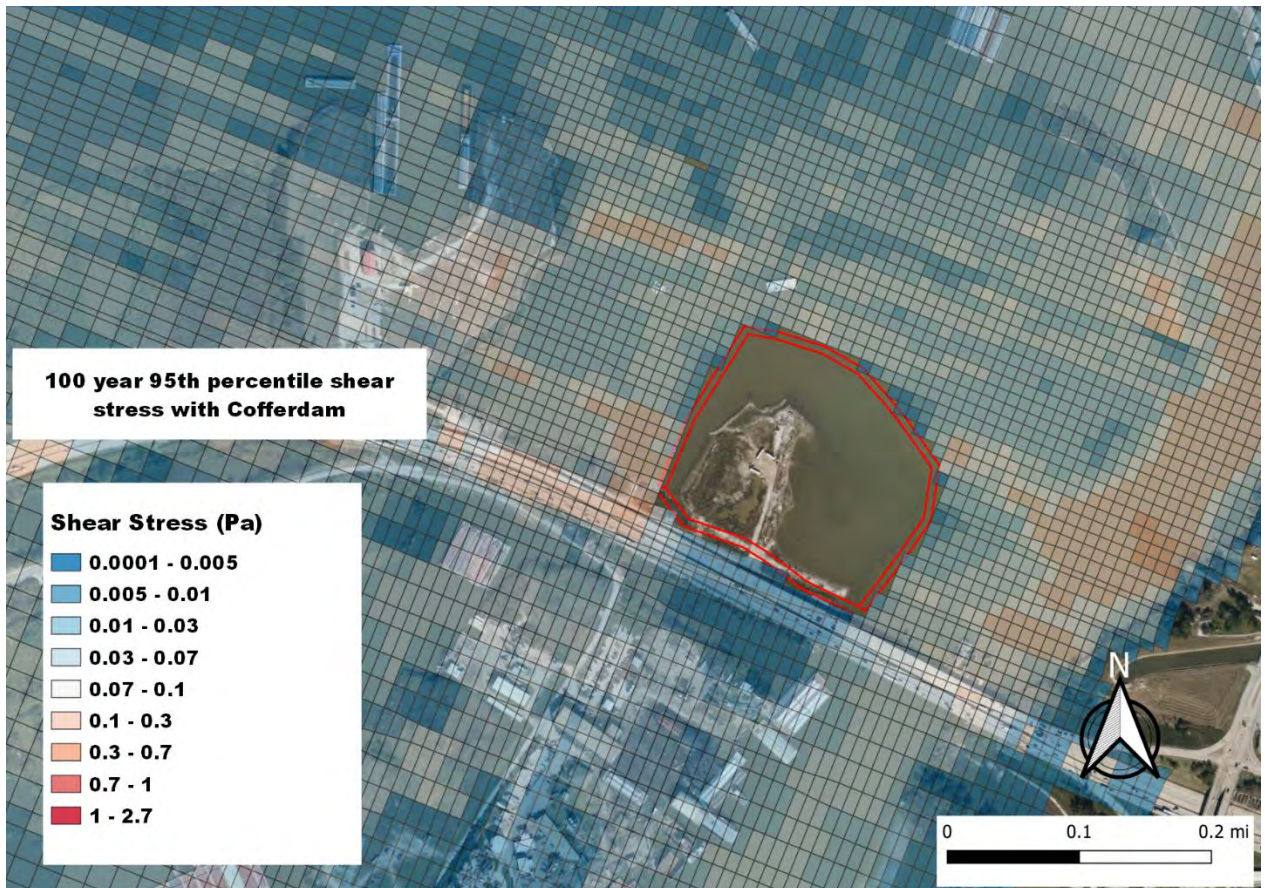 100 year 95th percentile shear
stress with Cofferdam
Shear Stress (Pa)
0.0001 - 0.005
0.005 - 0.01
0.01 - 0.03
0.03 - 0.07
0.07 - 0.1
0.1 - 0.3
0.3 - 0.7
0.7 - 1
1 - 2.7
N
0 0.1 0.2 mi